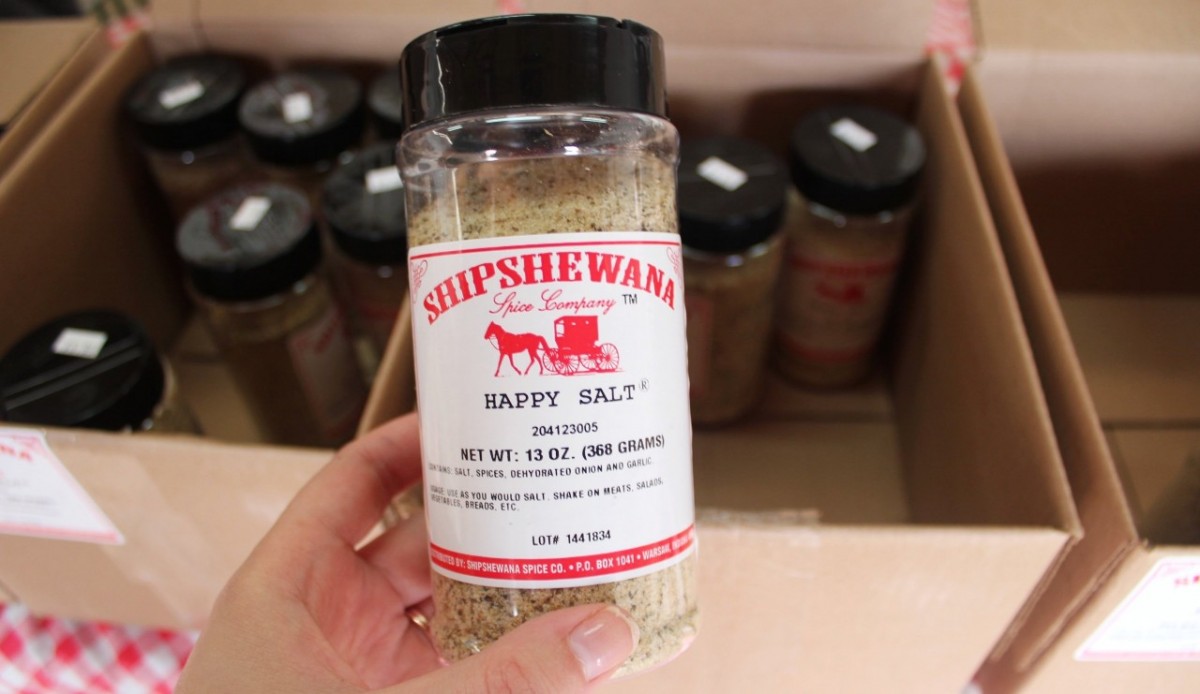 SHIPSHEWANA
Spice Company TM
HAPPY SALT®
204123005
NET WT: 13 OZ. (368 GRAMS)
SALT, SPICES, DEHYDRATED ONION AND GARLIC.
USE AS YOU WOULD SALT. SHAKE ON MEATS, SALADS,
VEGETABLES, BREADS, ETC.
LOT# 1441834
BY: SHIPSHEWANA SPICE CO. • P.O. BOX 1041 • WARSAW,